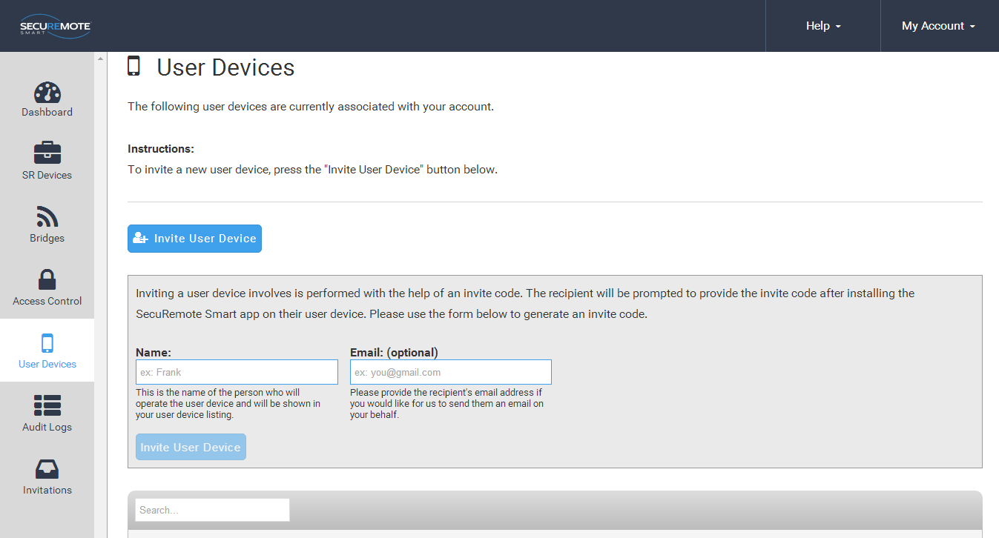 SECUREMOTE
SMART
Help
My Account
Dashboard
SR Devices
Bridges
Access Control
User Devices
Audit Logs
Invitations
User Devices
The following user devices are currently associated with your account.
Instructions:
To invite a new user device, press the "Invite User Device" button below.
Invite User Device
Inviting a user device involves is performed with the help of an invite code. The recipient will be prompted to provide the invite code after installing the
SecuRemote Smart app on their user device. Please use the form below to generate an invite code.
Name:
ex: Frank
This is the name of the person who will
operate the user device and will be shown in
your user device listing.
Email: (optional)
ex: you@gmail.com
Please provide the recipient's email address if
you would like for us to send them an email on
your behalf.
Invite User Device
Search...